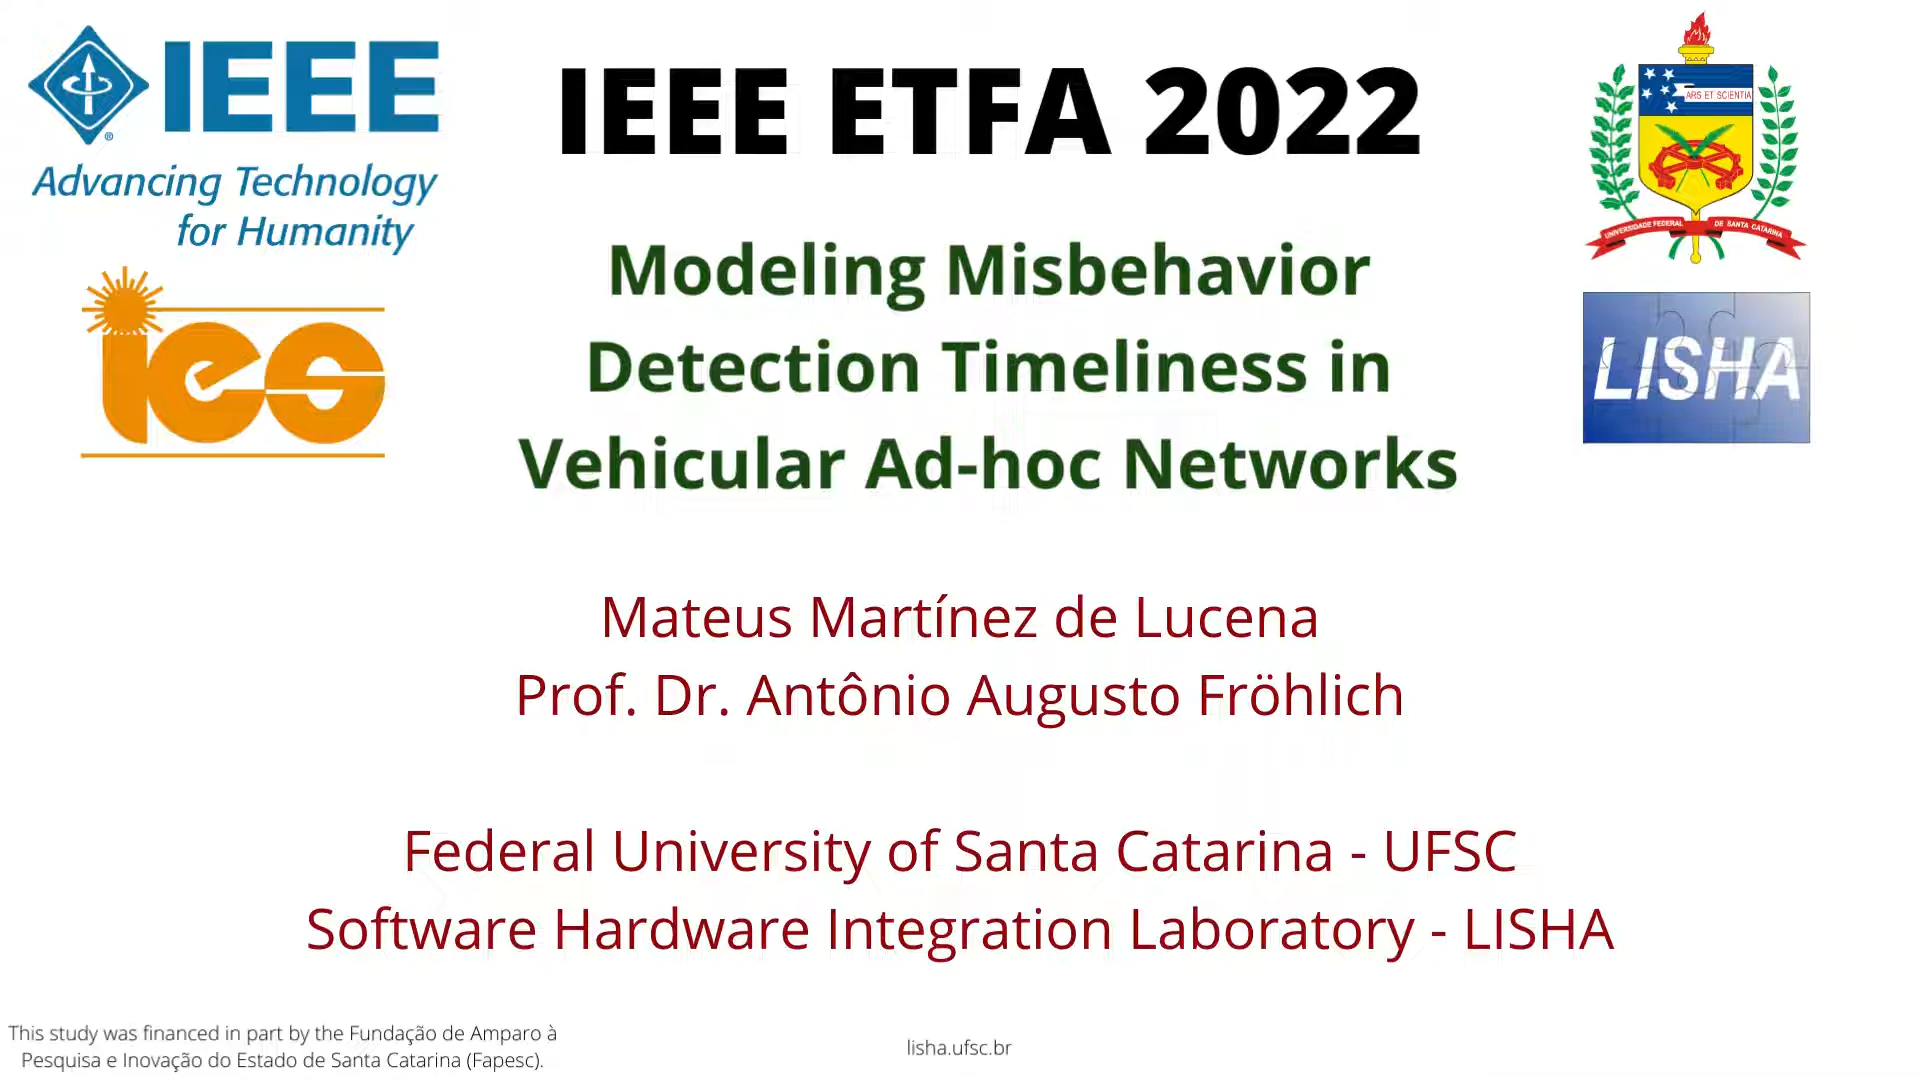 IEEE
Advancing Technology
for Humanity
ies
IEEE ETFA 2022
ARS ET SCIENTIA
UNIVERSIDADE FEDERAL DE SANTA CATARINA
LISHA
Modeling Misbehavior
Detection Timeliness in
Vehicular Ad-hoc Networks
Mateus Martínez de Lucena
Prof. Dr. Antônio Augusto Fröhlich
Federal University of Santa Catarina - UFSC
Software Hardware Integration Laboratory - LISHA
This study was financed in part by the Fundação de Amparo à
Pesquisa e Inovação do Estado de Santa Catarina (Fapesc).
lisha.ufsc.br